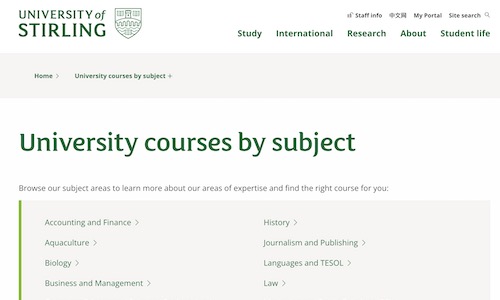 UNIVERSITY of
STIRLING
Staff info 中文网 My Portal Site search
Study International Research About Student life
Home University courses by subject +
University courses by subject
Browse our subject areas to learn more about our areas of expertise and find the right course for you:
Accounting and Finance
History
Aquaculture
Journalism and Publishing
Biology
Languages and TESOL
Business and Management
Law